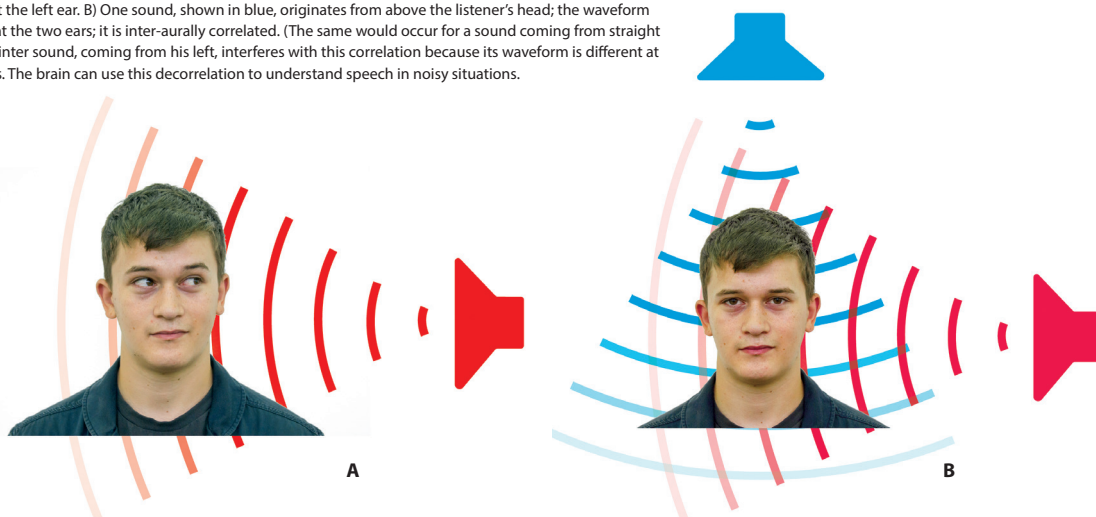 t the left ear. B) One sound, shown in blue, originates from above the listener’s head; the waveform
at the two ears; it is inter-aurally correlated. (The same would occur for a sound coming from straight
inter sound, coming from his left, interferes with this correlation because its waveform is different at
s. The brain can use this decorrelation to understand speech in noisy situations.
A
B